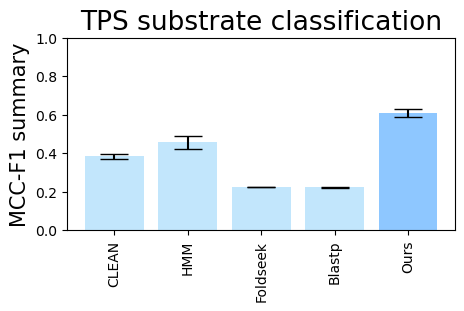 TPS substrate classification
MCC-F1 summary
1.0
0.8
0.6
0.4
0.2
0.0
CLEAN
HMM
Foldseek
Blastp
Ours